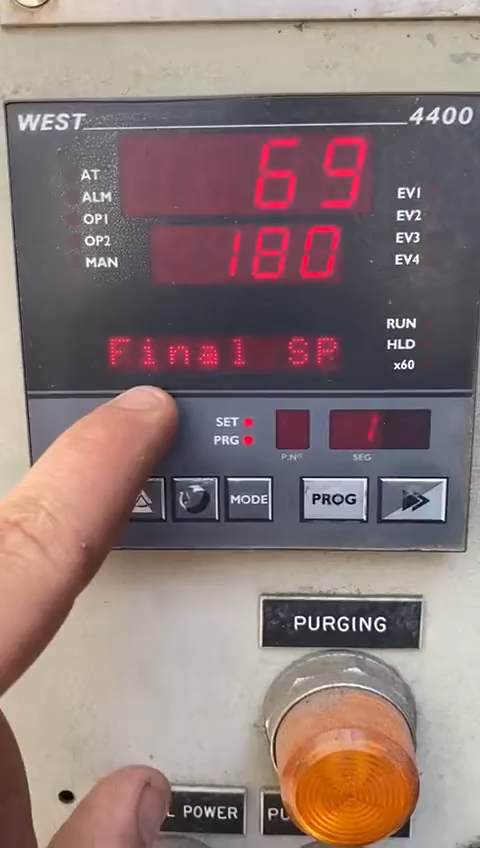 WEST 4400
69
AT
ALM
OP1
OP2
MAN
EV1
EV2
EV3
EV4
180
RUN
HLD
x60
Final SP
SET
PRG
1
P.Nº
SEG
MODE
PROG
PURGING
POWER